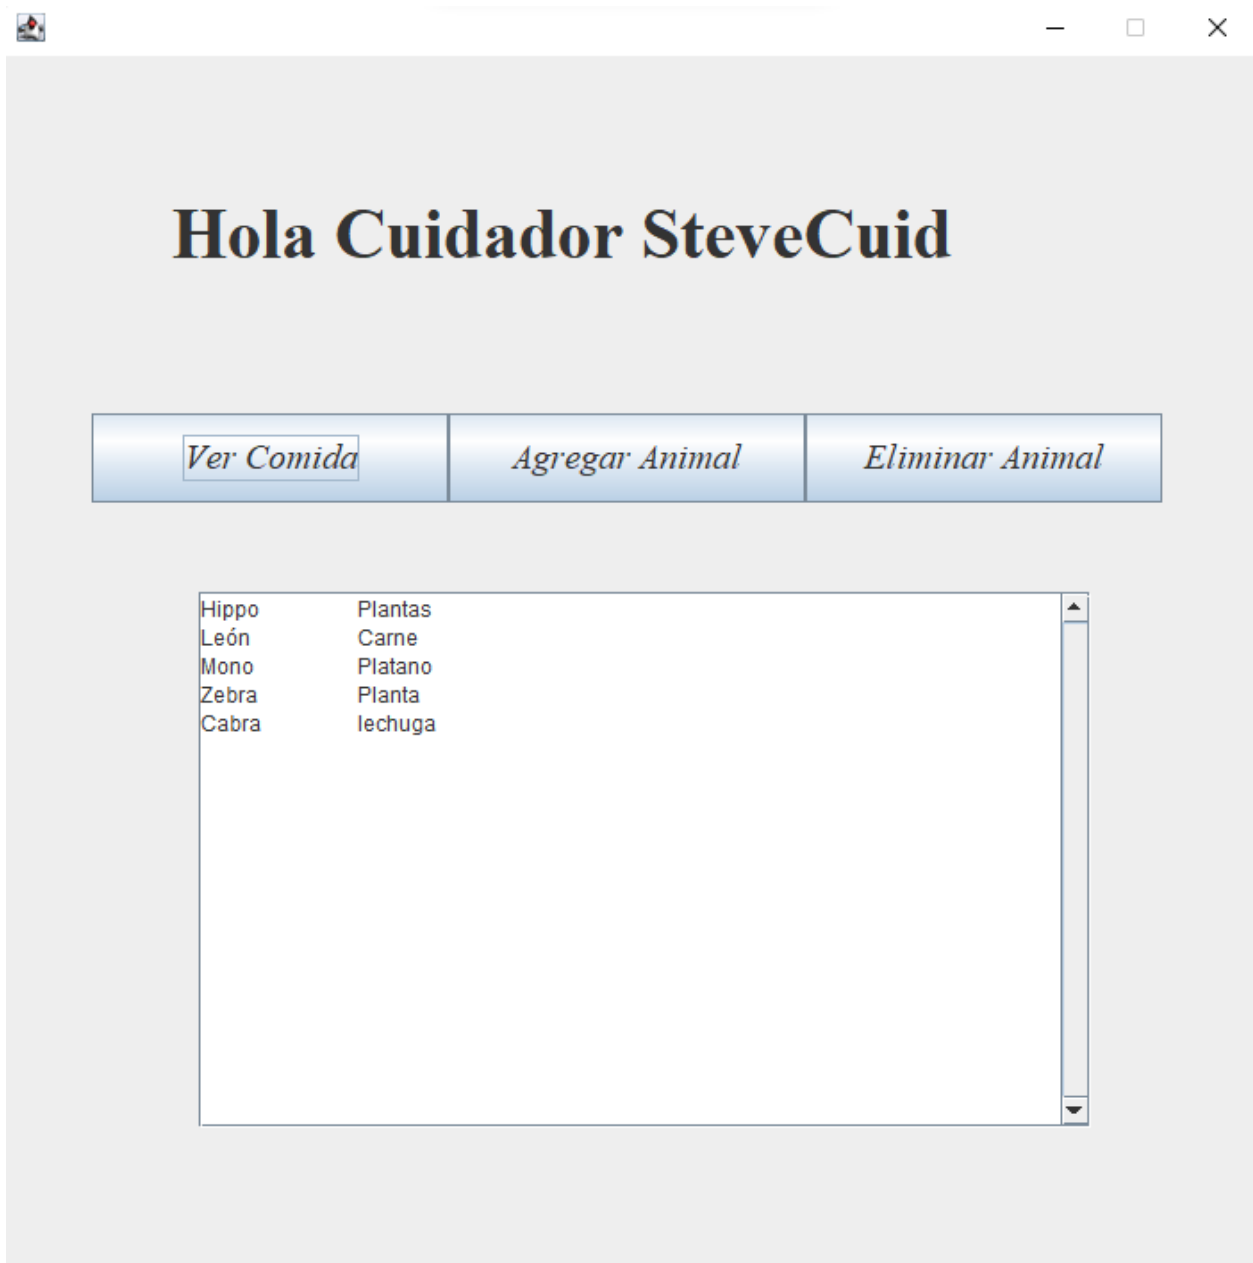 Hola Cuidador SteveCuid
Ver Comida Agregar Animal Eliminar Animal
Hippo Plantas
León Carne
Mono Platano
Zebra Planta
Cabra lechuga